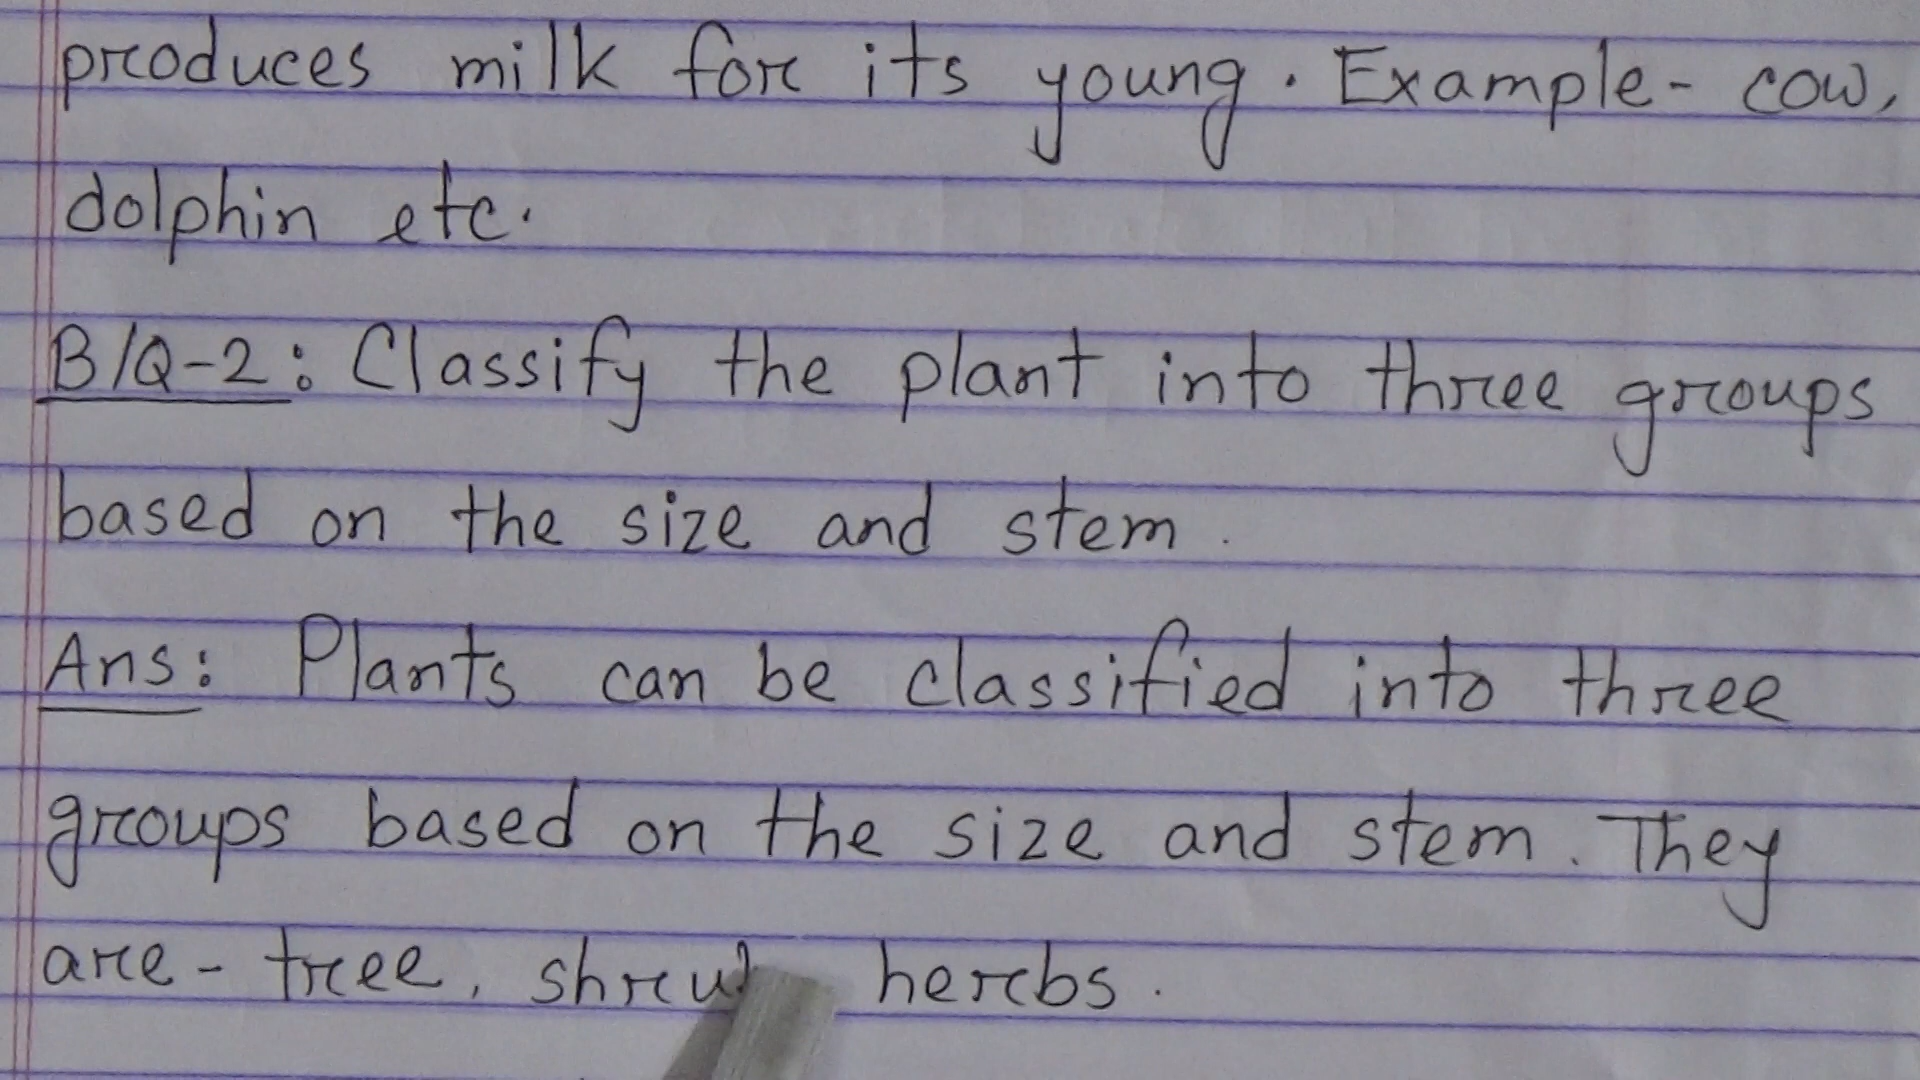 produces milk for its young. Example- cow,
dolphin etc.
B/Q-2: Classify the plant into three groups
based on the size and stem.
Ans: Plants can be classified into three
groups based on the size and stem. They
are- tree, herbs.